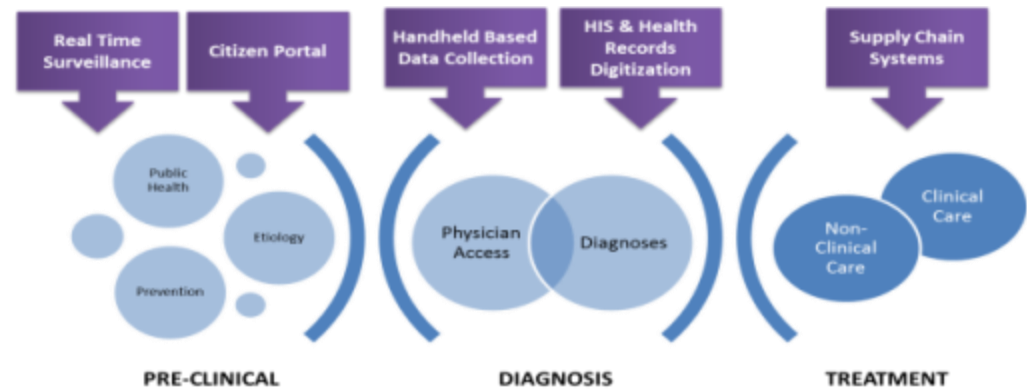 Real Time
Surveillance
Citizen Portal
Handheld Based
Data Collection
HIS & Health
Records
Digitization
Supply Chain
Systems
Public
Health
Etiology
Prevention
Physician
Access
Diagnoses
Clinical
Care
Non-
Clinical
Care
PRE-CLINICAL
DIAGNOSIS
TREATMENT